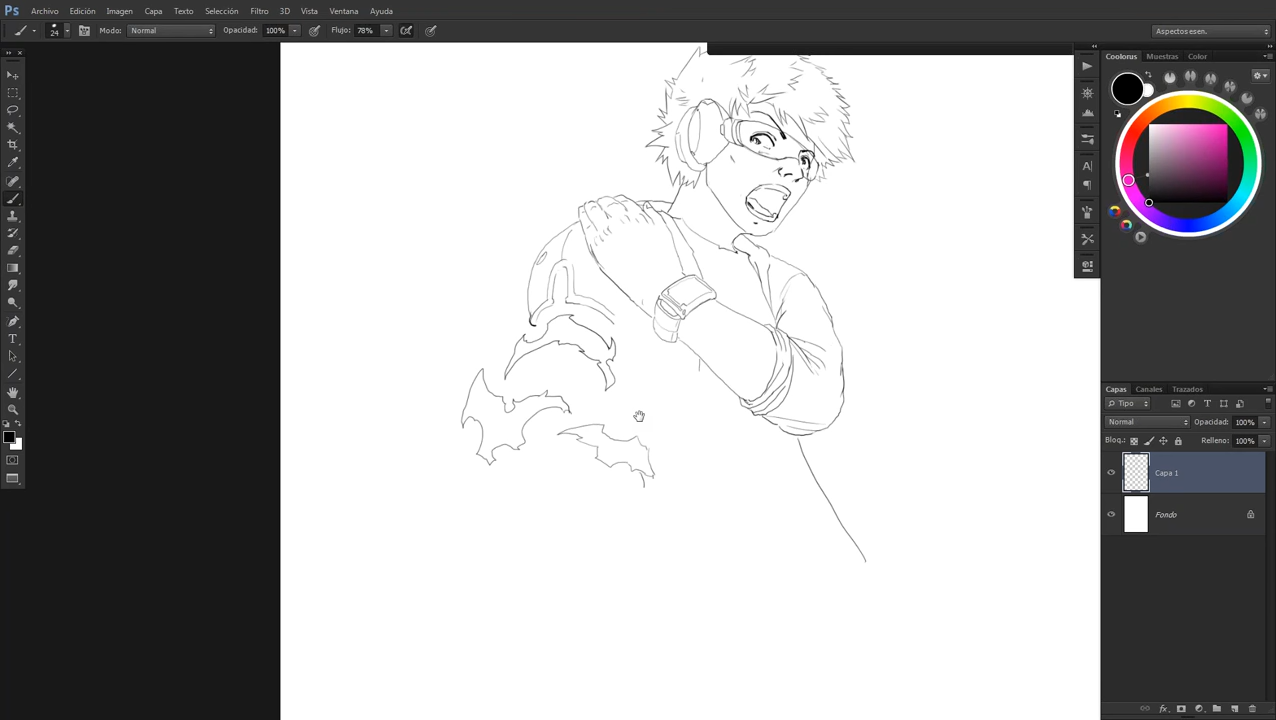 Ps Archivo Edición Imagen Capa Texto Selección Filtro 3D Vista Ventana Ayuda
24 Modo: Normal Opacidad: 100% Flujo: 78% Aspectos esen.
Coolorus Muestras Color
Capas Canales Trazados
Tipo
Normal Opacidad: 100%
Bloq.: Relleno: 100%
Capa 1
Fondo